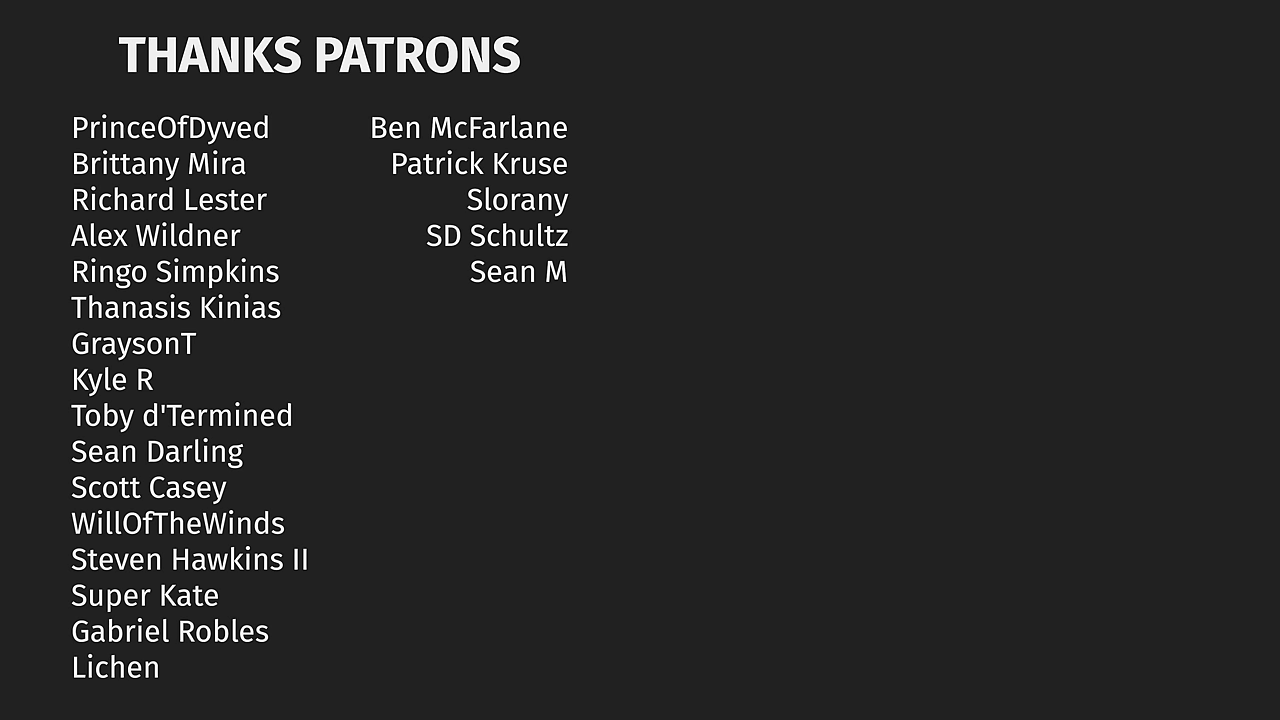 THANKS PATRONS
PrinceOfDyved
Brittany Mira
Richard Lester
Alex Wildner
Ringo Simpkins
Thanasis Kinias
GraysonT
Kyle R
Toby d'Termined
Sean Darling
Scott Casey
WillOfTheWinds
Steven Hawkins II
Super Kate
Gabriel Robles
Lichen
Ben McFarlane
Patrick Kruse
Slorany
SD Schultz
Sean M